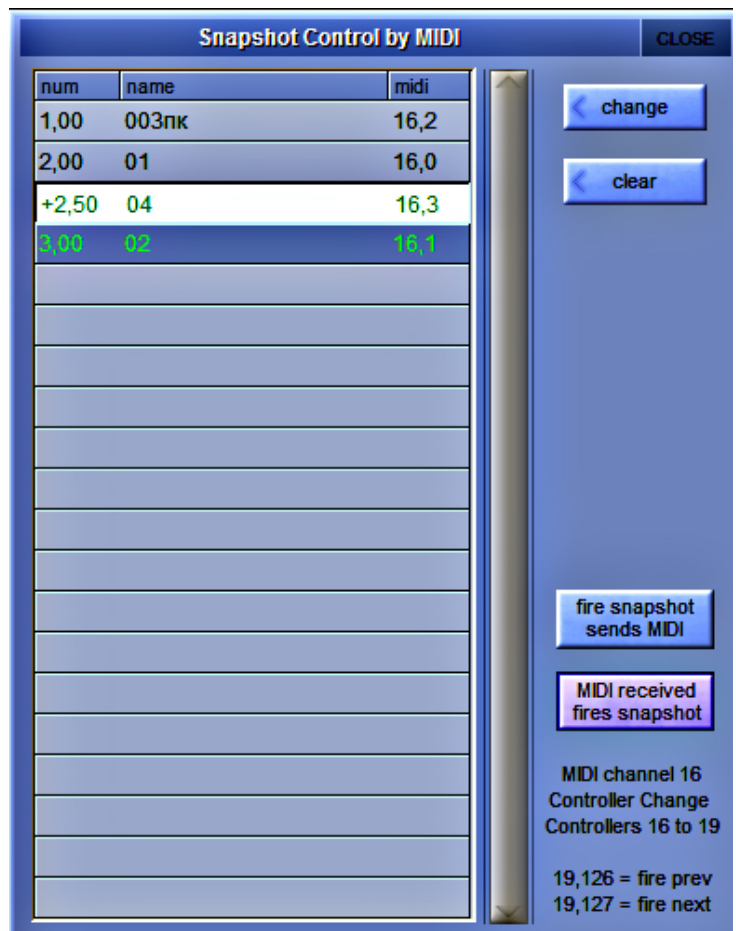 Snapshot Control by MIDI CLOSE
num name midi
1,00 003пк 16,2
2,00 01 16,0
+2,50 04 16,3
3,00 02 16,1
change
clear
fire snapshot
sends MIDI
MIDI received
fires snapshot
MIDI channel 16
Controller Change
Controllers 16 to 19
19,126 = fire prev
19,127 = fire next